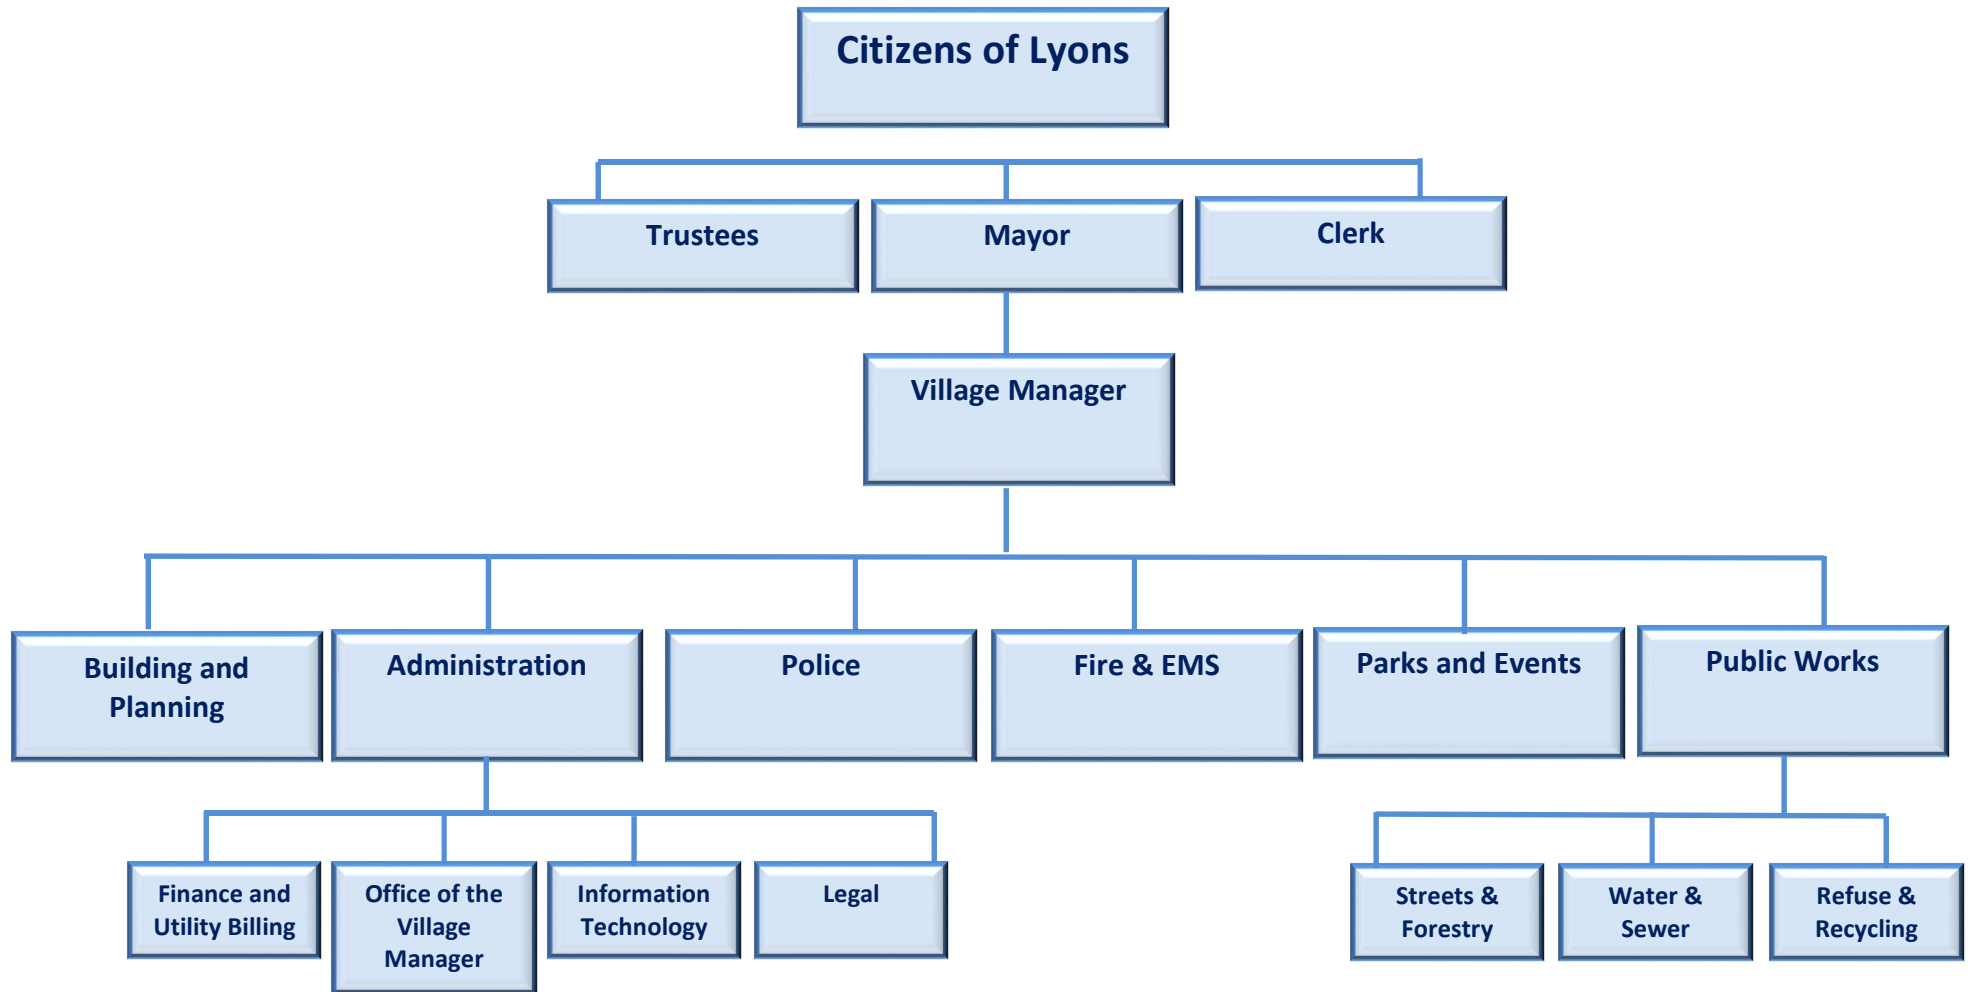 Citizens of Lyons
Trustees
Mayor
Clerk
Village Manager
Building and
Planning
Administration
Police
Fire & EMS
Parks and Events
Public Works
Finance and
Utility Billing
Office of the
Village
Manager
Information
Technology
Legal
Streets &
Forestry
Water &
Sewer
Refuse &
Recycling